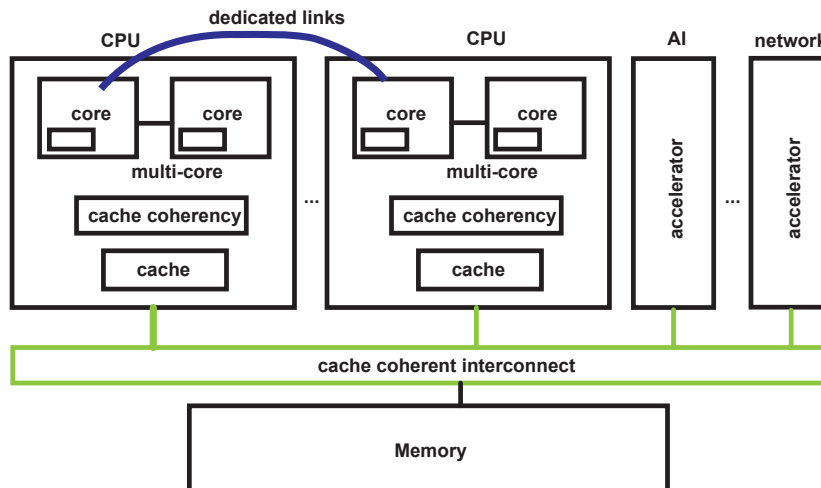 dedicated links
CPU
CPU
AI
network
core
core
core
core
multi-core
multi-core
...
...
cache coherency
cache coherency
cache
cache
accelerator
accelerator
cache coherent interconnect
Memory